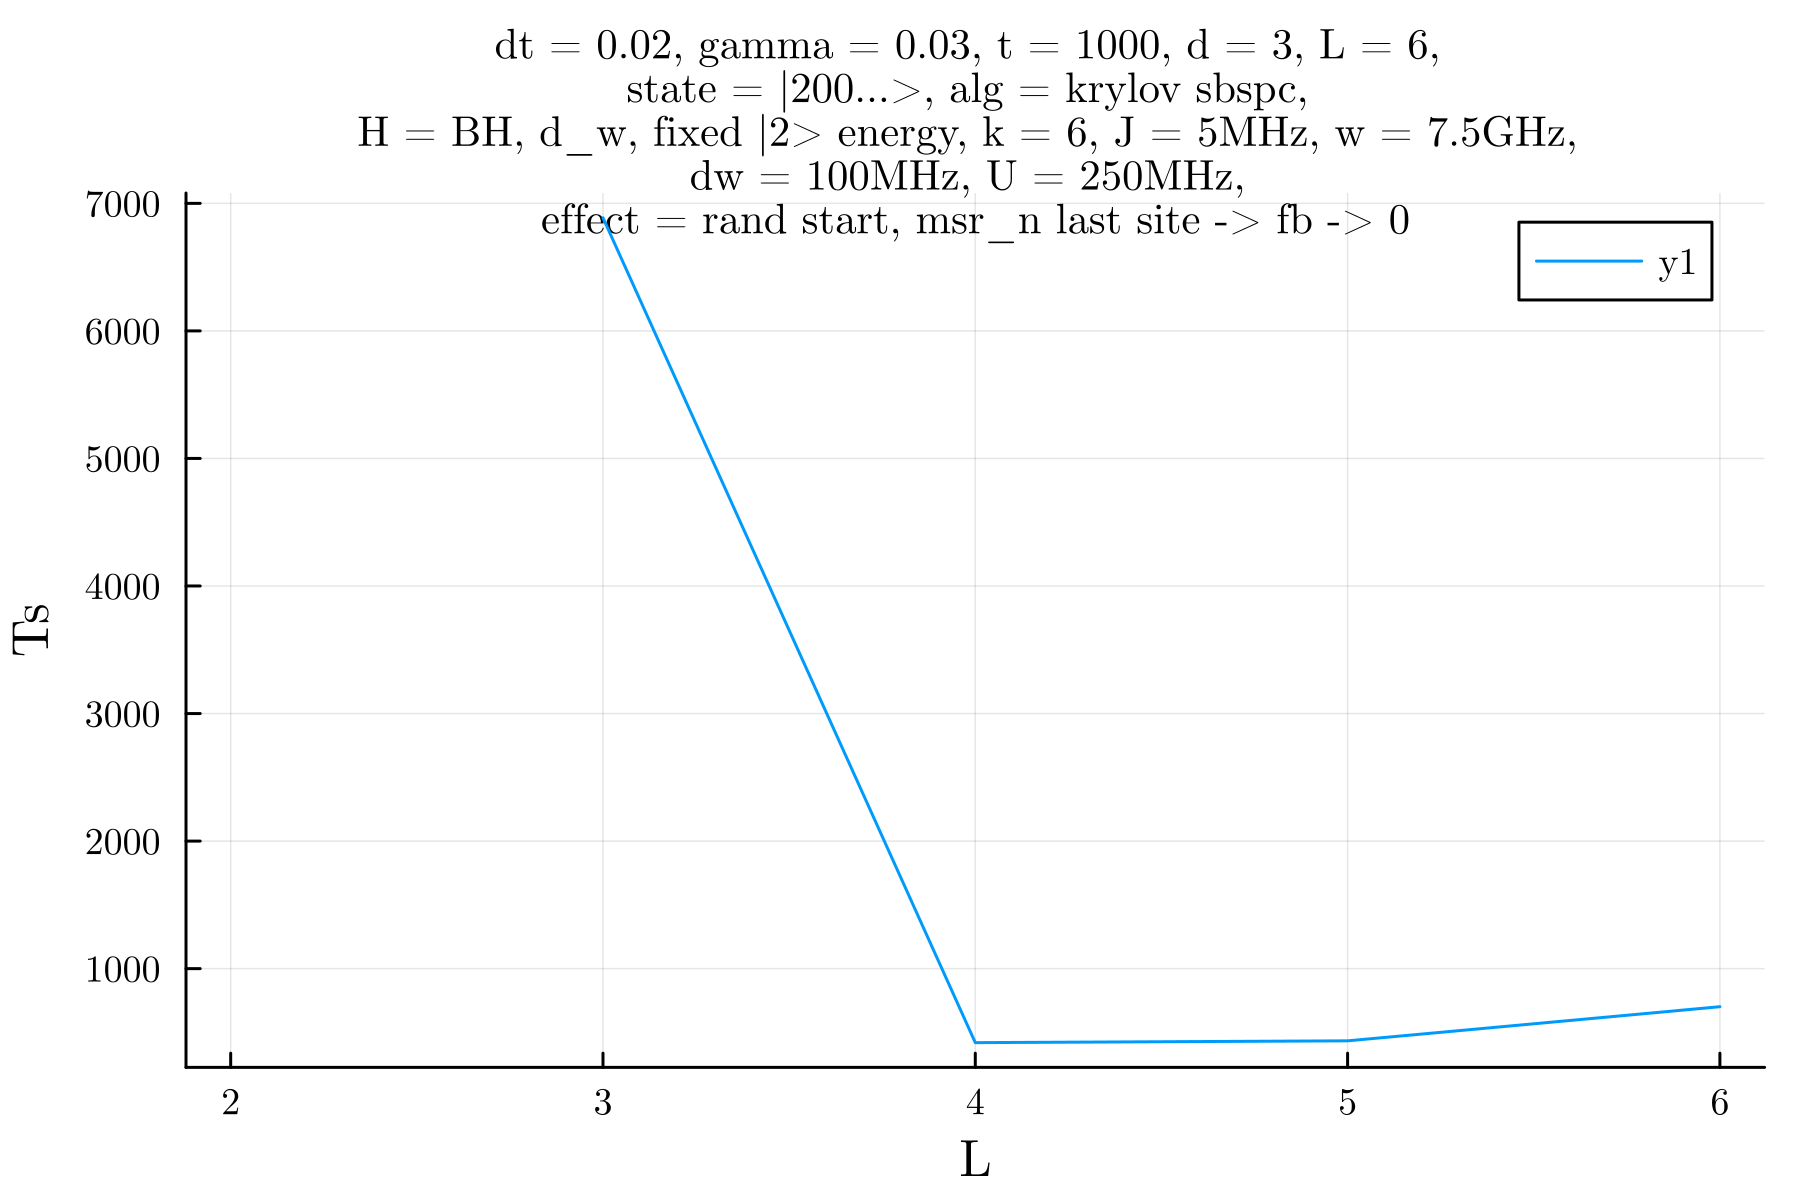 dt = 0.02, gamma = 0.03, t = 1000, d = 3, L = 6,
state = |200...>, alg = krylov sbspc,
H = BH, d_w, fixed |2> energy, k = 6, J = 5MHz, w = 7.5GHz,
dw = 100MHz, U = 250MHz,
effect = rand start, msr_n last site -> fb -> 0
y1
7000
6000
5000
4000
3000
2000
1000
Ts
2 3 4 5 6
L